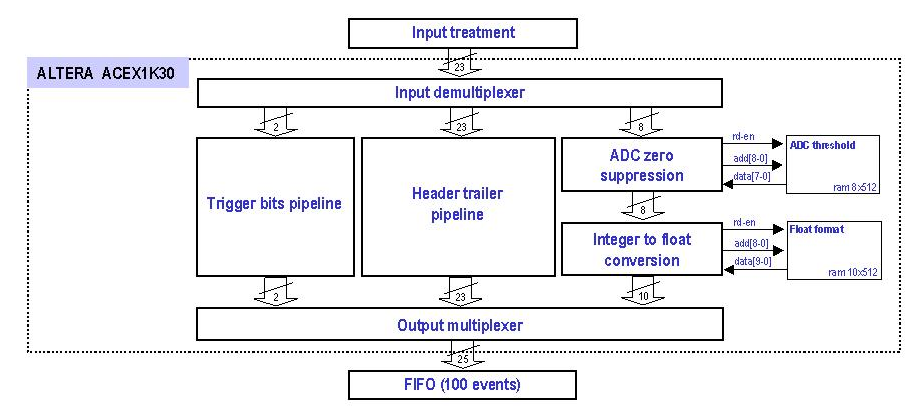 Input treatment
23
ALTERA ACEX1K30
Input demultiplexer
2
23
8
Trigger bits pipeline
Header trailer
pipeline
ADC zero
suppression
rd-en
add[8-0]
data[7-0]
ADC threshold
ram 8x512
8
Integer to float
conversion
rd-en
add[8-0]
data[9-0]
Float format
ram 10x512
2
23
10
Output multiplexer
25
FIFO (100 events)